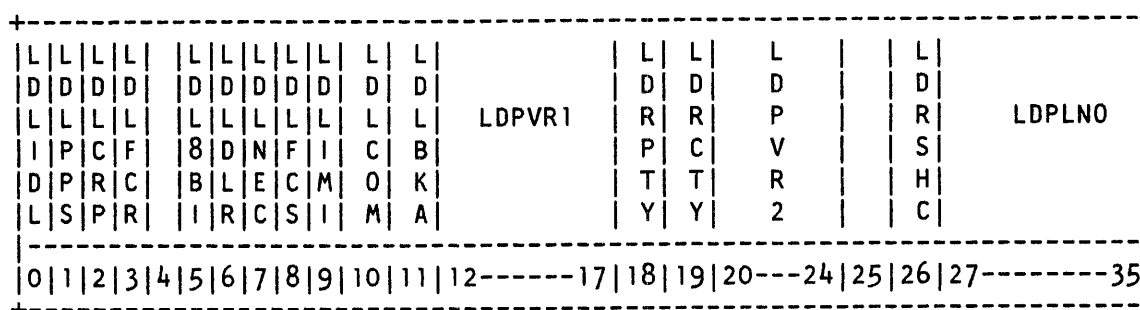 +-----------------------------------------------------------------------------
|L|L|L|L| |L|L|L|L|L| L| L|         | L| L|   L   |  | L|
|D|D|D|D| |D|D|D|D|D| D| D|         | D| D|   D   |  | D|
|L|L|L|L| |L|L|L|L|L| L| L| LDPVR1 | R| R|   P   |  | R| LDPLNO
|I|P|C|F| |8|D|N|F|I| C| B|         | P| C|   V   |  | S|
|D|P|R|C| |B|L|E|C|M| O| K|         | T| T|   R   |  | H|
|L|S|P|R| |I|R|C|S|I| M| A|         | Y| Y|   2   |  | C|
|-----------------------------------------------------------------------------
|0|1|2|3|4|5|6|7|8|9|10|11|12------17|18|19|20---24|25|26|27--------35
+-----------------------------------------------------------------------------